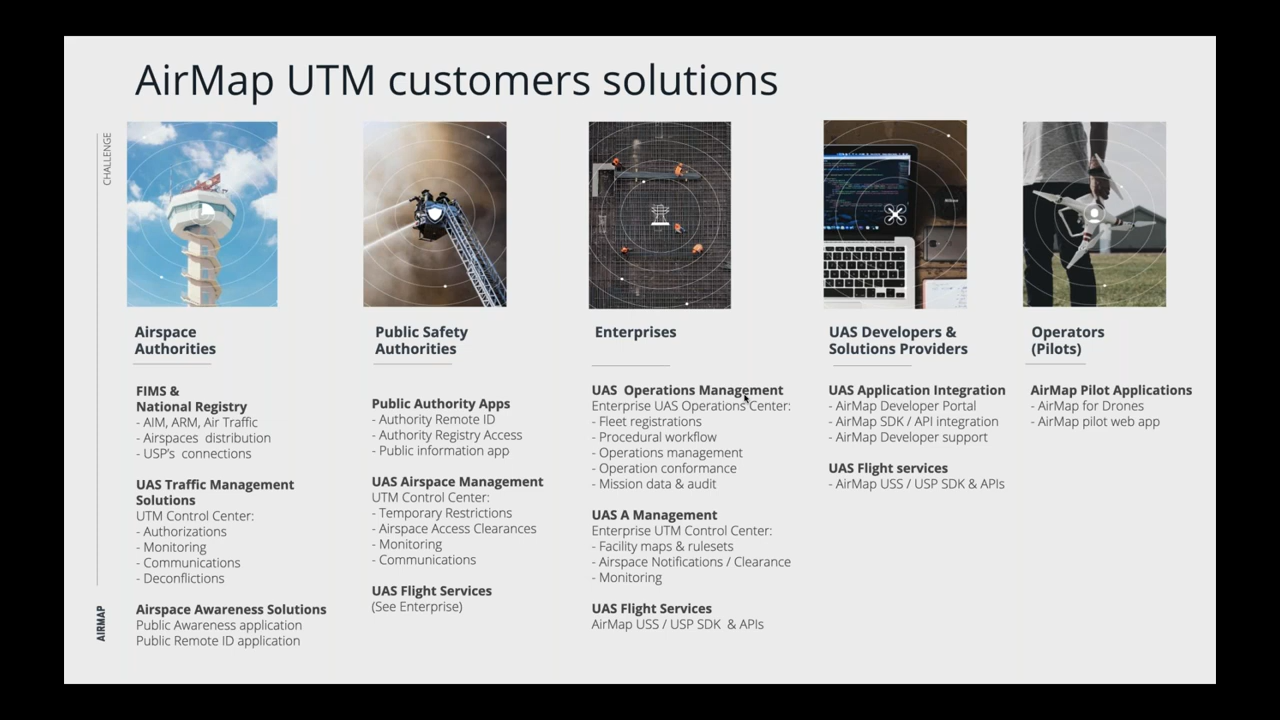 AirMap UTM customers solutions
CHALLENGE
Airspace
Authorities
FIMS &
National Registry
- AIM, ARM, Air Traffic
- Airspaces distribution
- USP's connections
UAS Traffic Management
Solutions
UTM Control Center:
- Authorizations
- Monitoring
- Communications
- Deconflictions
Airspace Awareness Solutions
Public Awareness application
Public Remote ID application
Public Safety
Authorities
Public Authority Apps
- Authority Remote ID
- Authority Registry Access
- Public information app
UAS Airspace Management
UTM Control Center:
- Temporary Restrictions
- Airspace Access Clearances
- Monitoring
- Communications
UAS Flight Services
(See Enterprise)
Enterprises
UAS Operations Management
Enterprise UAS Operations Center:
- Fleet registrations
- Procedural workflow
- Operations management
- Operation conformance
- Mission data & audit
UAS A Management
Enterprise UTM Control Center:
- Facility maps & rulesets
- Airspace Notifications / Clearance
- Monitoring
UAS Flight Services
AirMap USS / USP SDK & APIs
UAS Developers &
Solutions Providers
UAS Application Integration
- AirMap Developer Portal
- AirMap SDK / API integration
- AirMap Developer support
UAS Flight services
- AirMap USS / USP SDK & APIs
Operators
(Pilots)
AirMap Pilot Applications
- AirMap for Drones
- AirMap pilot web app
AIRMAP